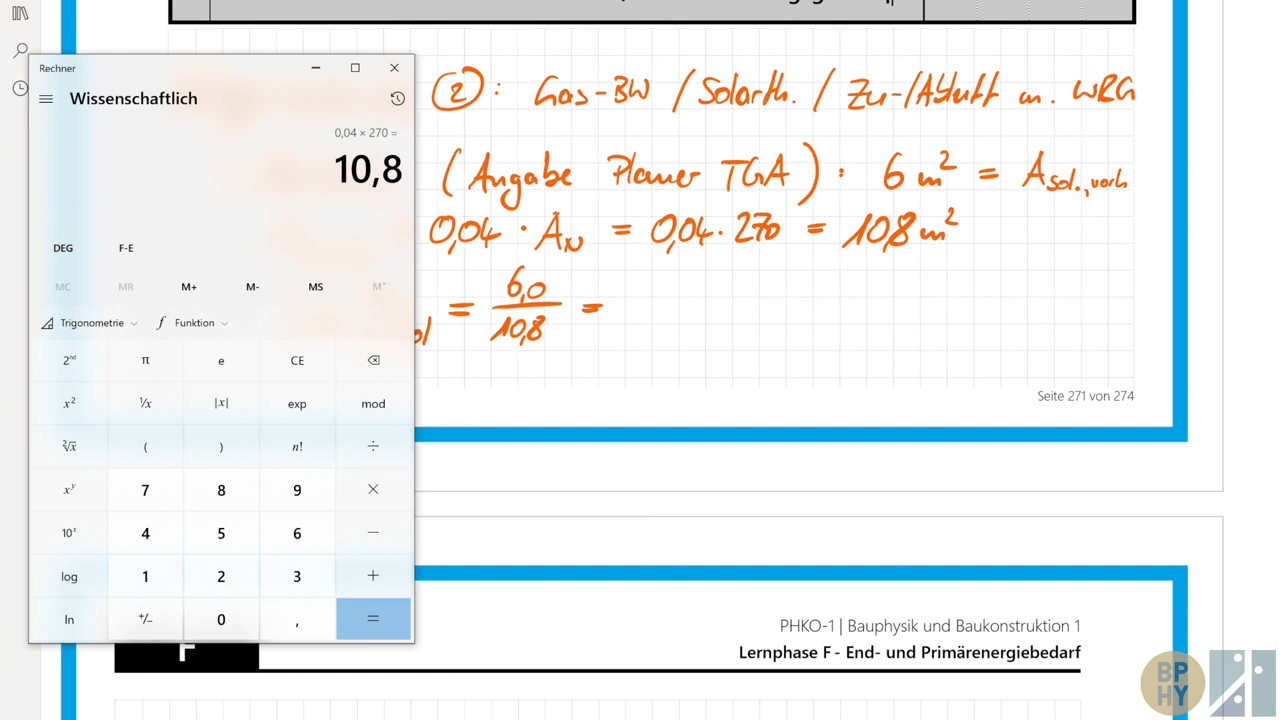 Rechner
Wissenschaftlich
0,04 × 270 =
10,8
DEG F-E
MC MR M+ M- MS M˅
Trigonometrie f Funktion
2ⁿᵈ π e CE
x² ¹/x |x| exp mod
²√x ( ) n! ÷
xʸ 7 8 9 ×
10ˣ 4 5 6 −
log 1 2 3 +
ln +/− 0 , =
②: Gas-BW / Solarth. / Zu-/Abluft m. WRG
(Angabe Planer TGA): 6 m² = A sol.,vorh
0,04 · A_N = 0,04 · 270 = 10,8 m²
ol = 6,0 / 10,8 =
Seite 271 von 274
PHKO-1 | Bauphysik und Baukonstruktion 1
Lernphase F - End- und Primärenergiebedarf
F
BP
HY